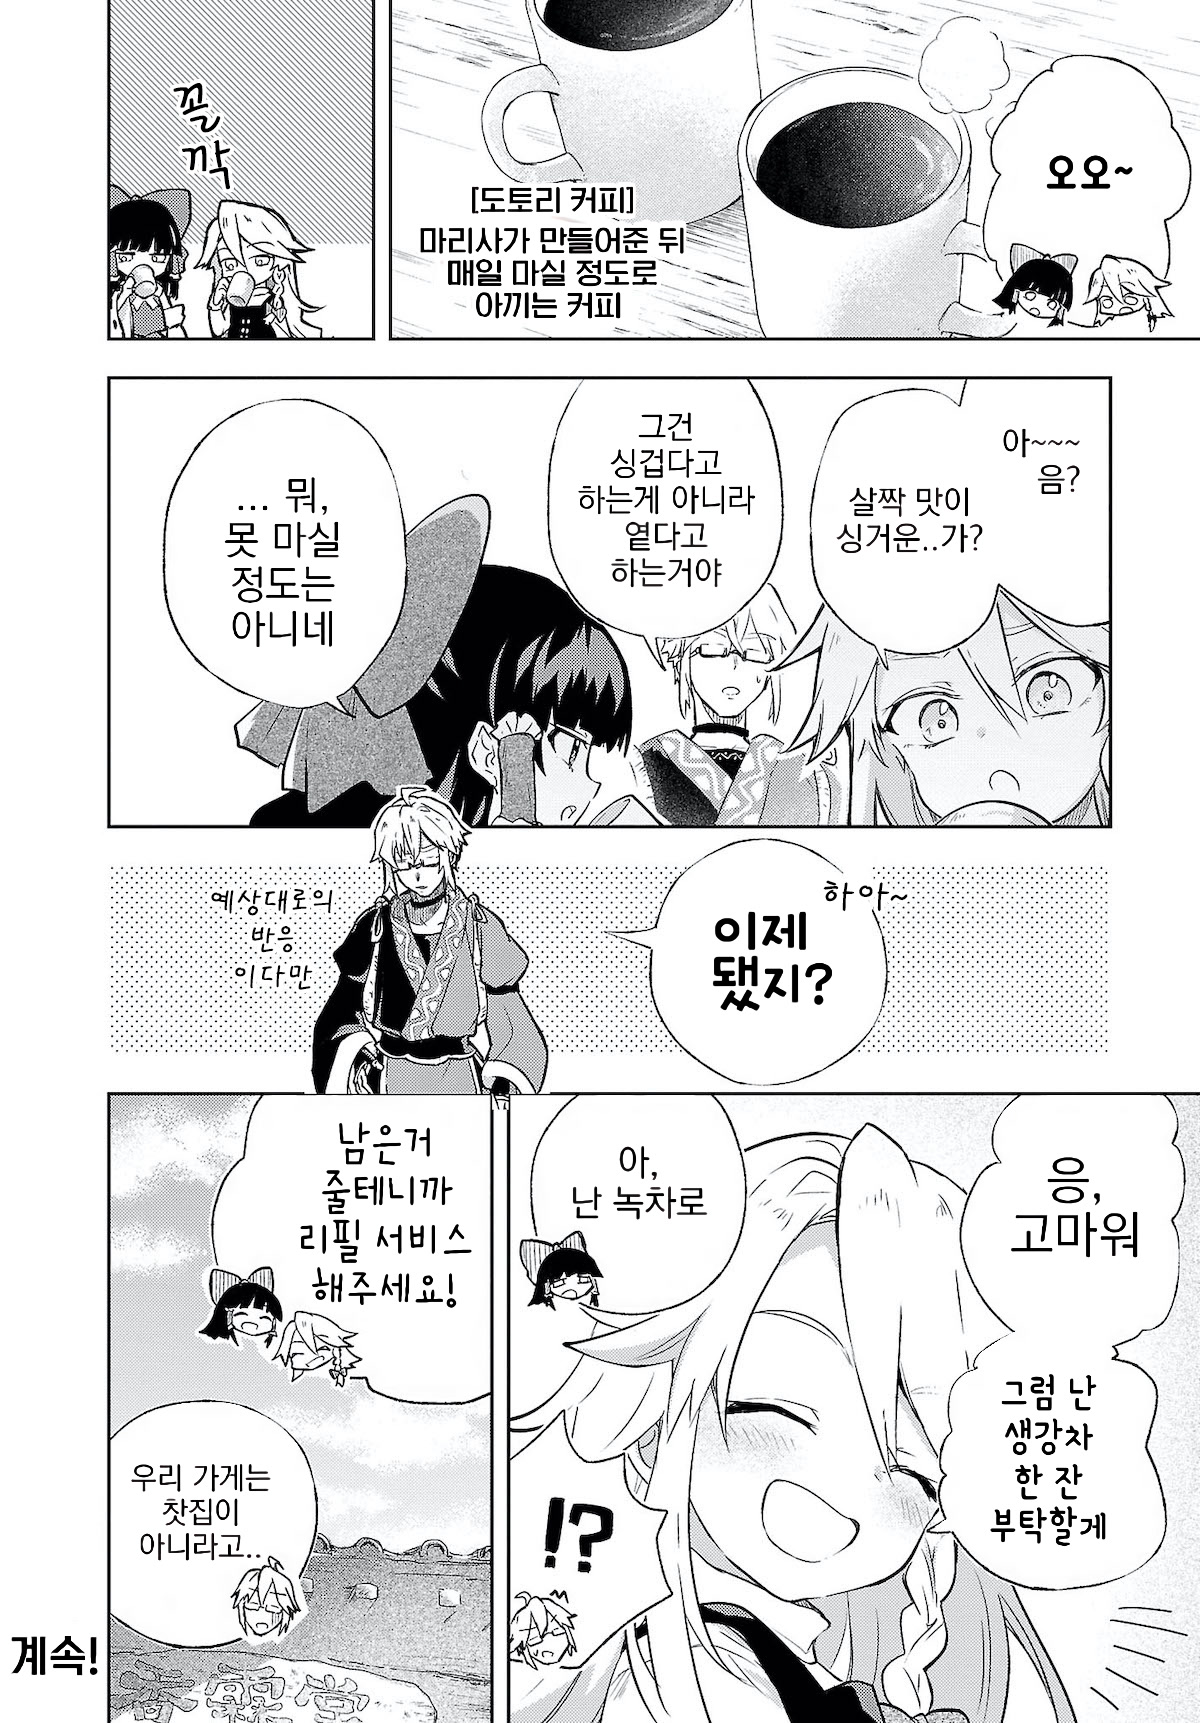 오오~
[도토리 커피]
마리사가 만들어준 뒤
매일 마실 정도로
아끼는 커피
꼴
깍
아~~~
음?
살짝 맛이
싱거운..가?
그건
싱겁다고
하는게 아니라
옅다고
하는거야
... 뭐,
못 마실
정도는
아니네
하아~
이제
됐지?
예상대로의
반응
이다만
응,
고마워
그럼 난
생강차
한 잔
부탁할게
아,
난 녹차로
!?
남은거
줄테니까
리필 서비스
해주세요!
우리 가게는
찻집이
아니라고..
香霖堂
계속!